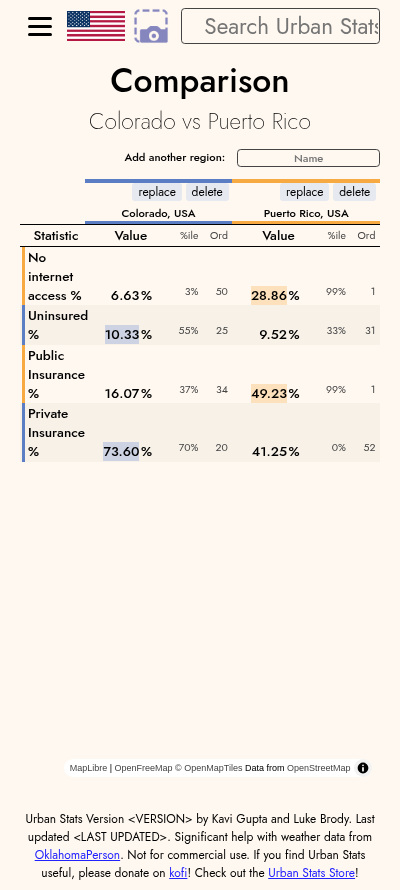 Search Urban Stats
Comparison
Colorado vs Puerto Rico
Add another region: Name
replace delete replace delete
Colorado, USA Puerto Rico, USA
Statistic Value %ile Ord Value %ile Ord
No
internet
access % 6.63% 3% 50 28.86% 99% 1
Uninsured
% 10.33% 55% 25 9.52% 33% 31
Public
Insurance
% 16.07% 37% 34 49.23% 99% 1
Private
Insurance
% 73.60% 70% 20 41.25% 0% 52
MapLibre | OpenFreeMap © OpenMapTiles Data from OpenStreetMap
Urban Stats Version <VERSION> by Kavi Gupta and Luke Brody. Last
updated <LAST UPDATED>. Significant help with weather data from
OklahomaPerson. Not for commercial use. If you find Urban Stats
useful, please donate on kofi! Check out the Urban Stats Store!